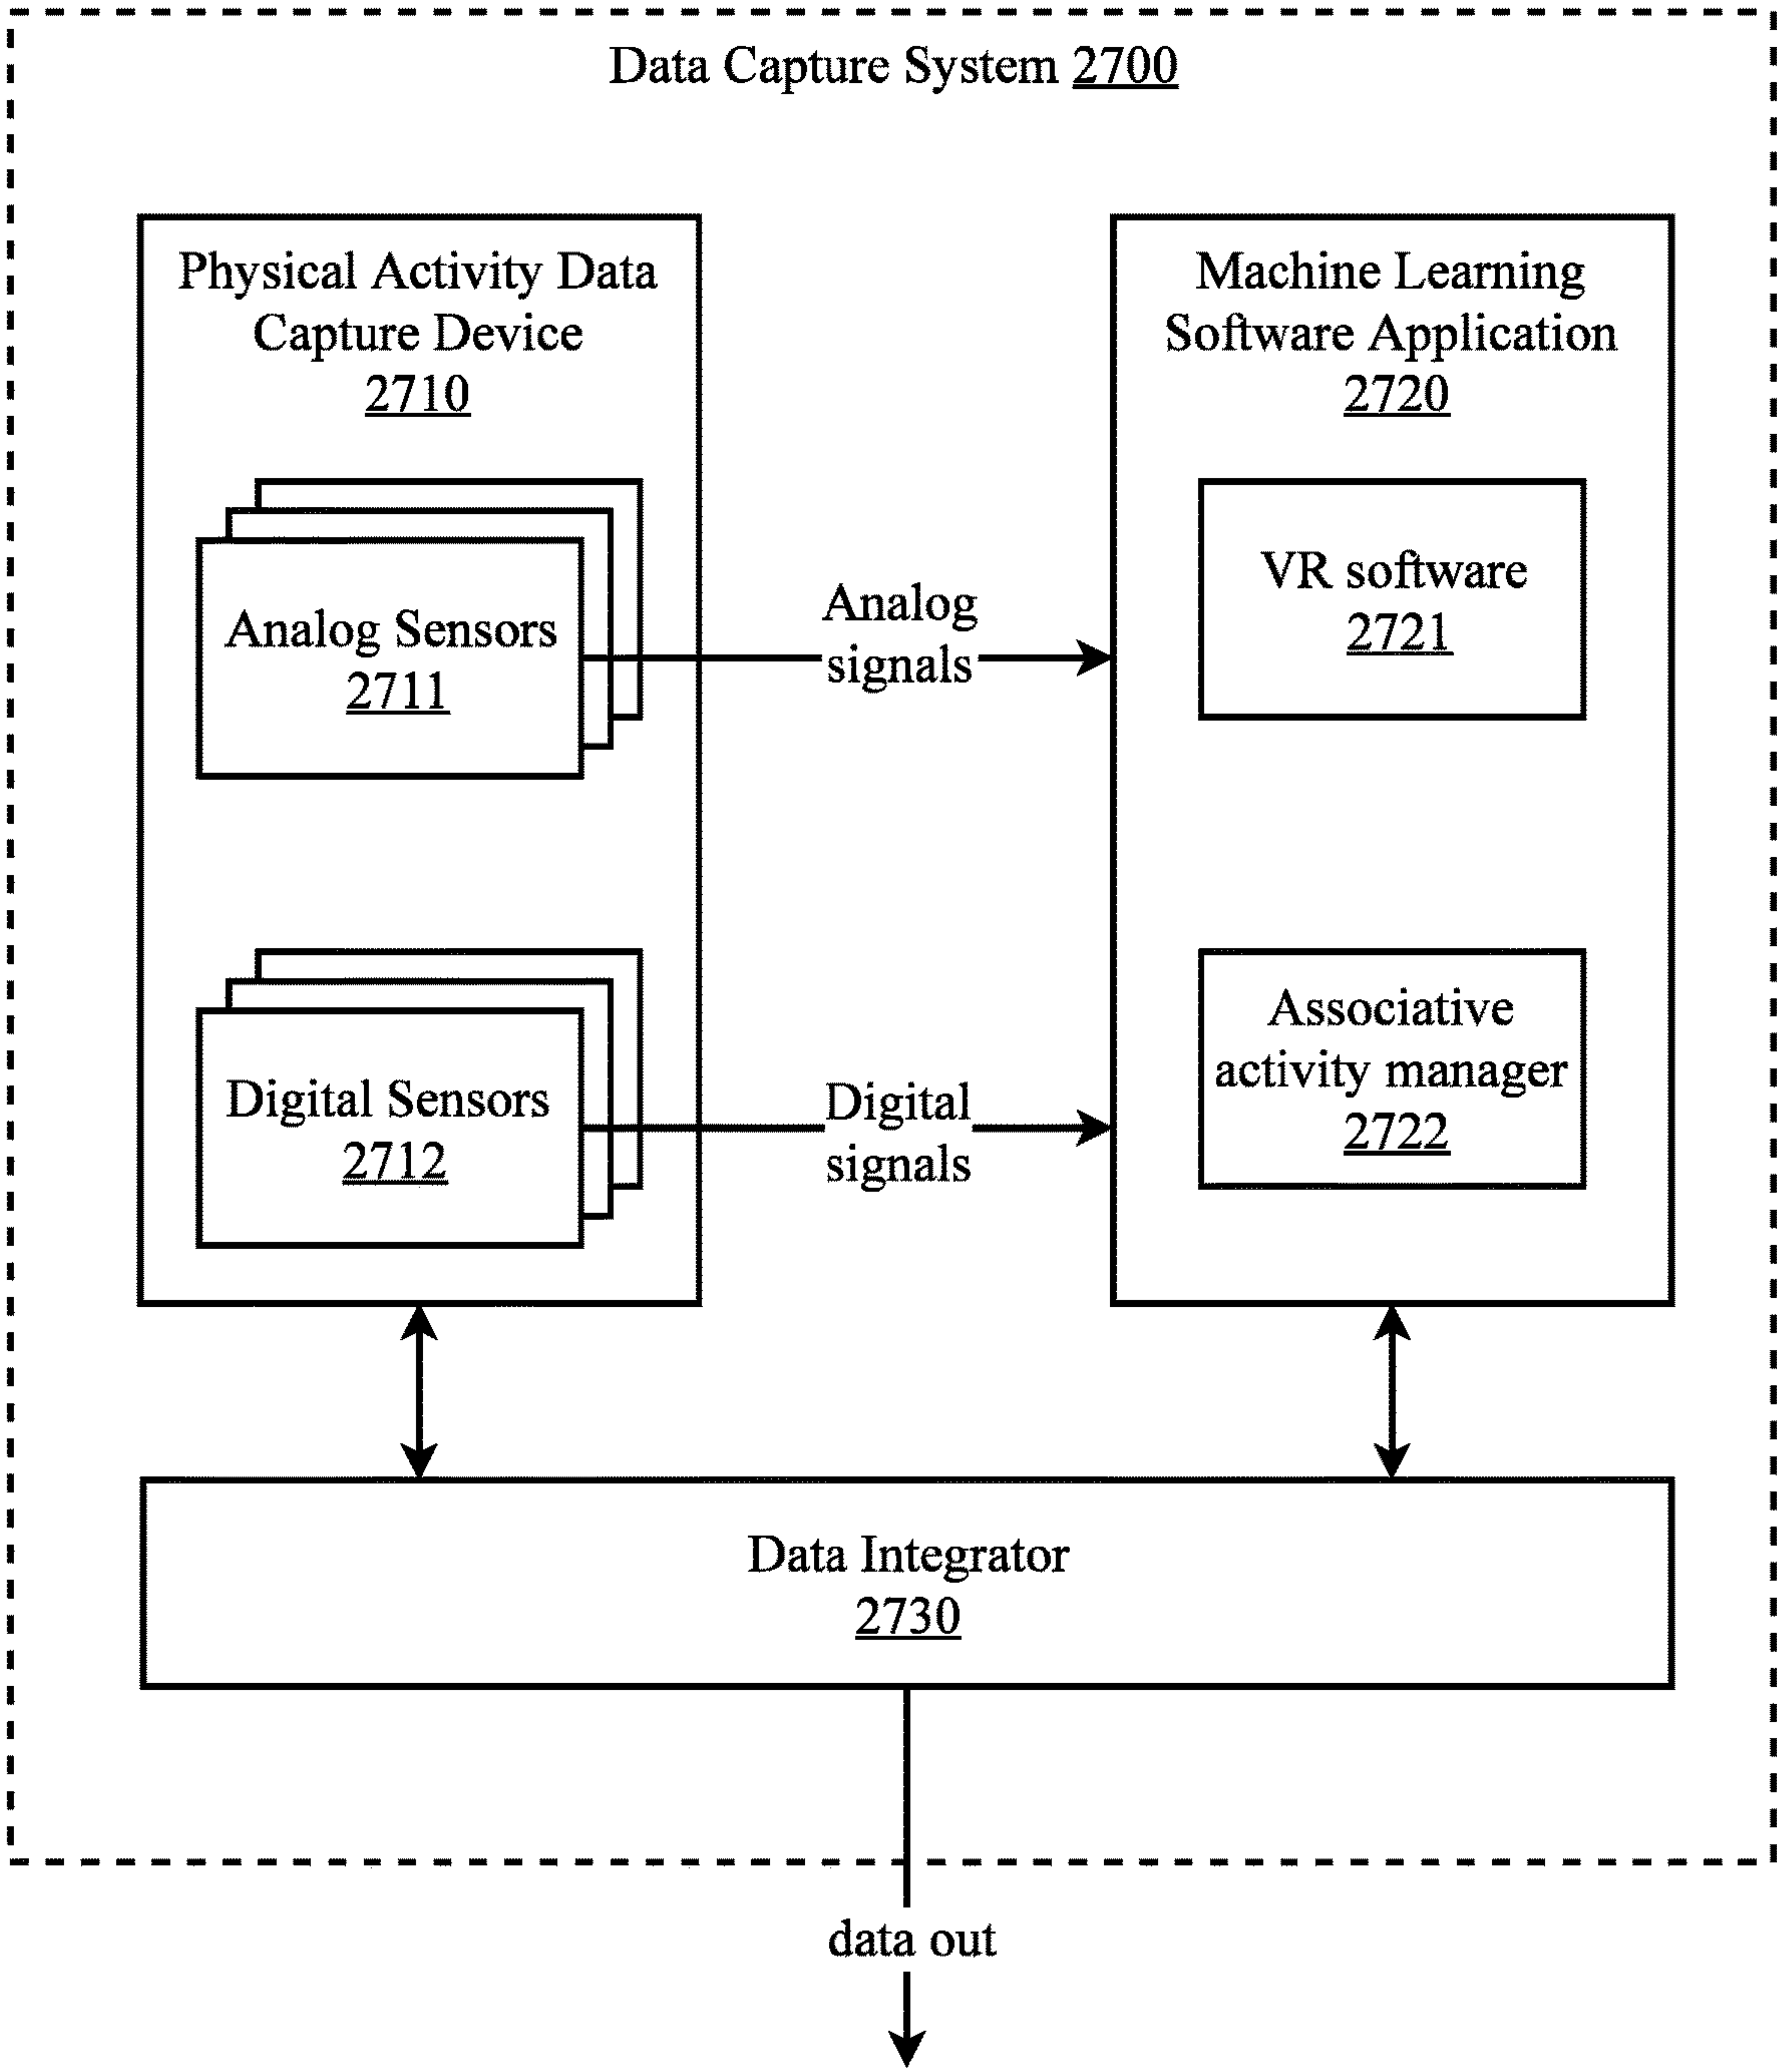 Data Capture System 2700
Physical Activity Data
Capture Device
2710
Analog Sensors
2711
Digital Sensors
2712
Analog
signals
Digital
signals
Machine Learning
Software Application
2720
VR software
2721
Associative
activity manager
2722
Data Integrator
2730
data out